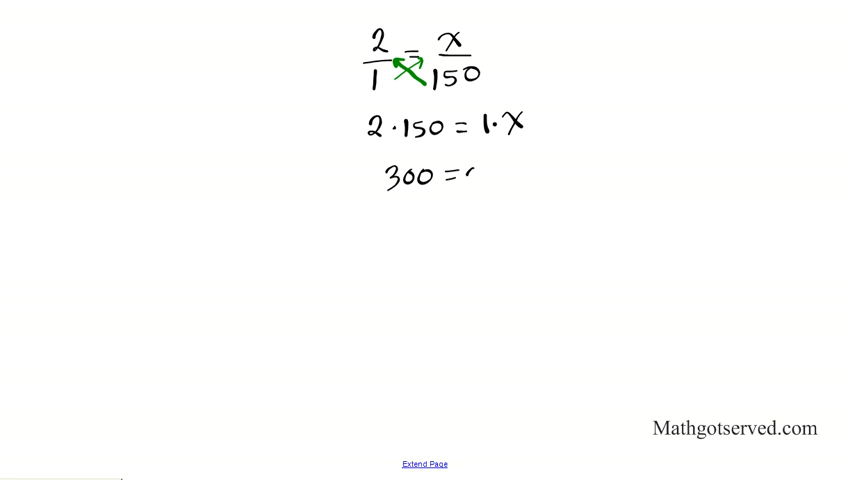 2/1 = x/150
2 · 150 = 1 · x
300 =
Mathgotserved.com
Extend Page